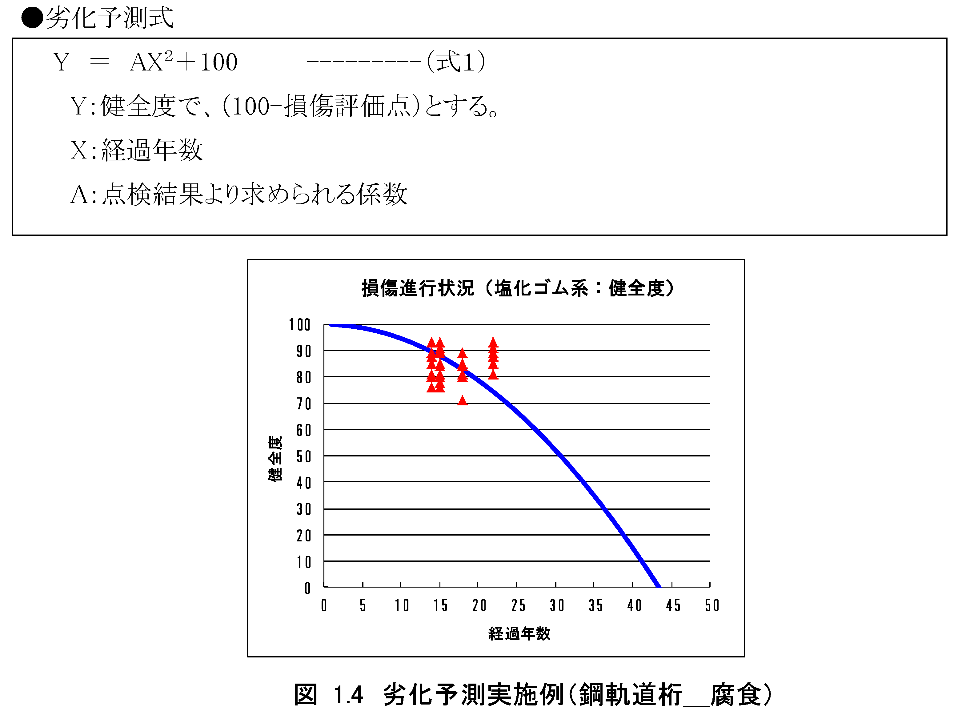 ●劣化予測式
Y = AX²+100 ---------(式1)
Y:健全度で、(100-損傷評価点)とする。
X:経過年数
A:点検結果より求められる係数
損傷進行状況(塩化ゴム系:健全度)
100
90
80
70
60
50
40
30
20
10
0
健全度
0 5 10 15 20 25 30 35 40 45 50
経過年数
図 1.4 劣化予測実施例(鋼軌道桁__腐食)